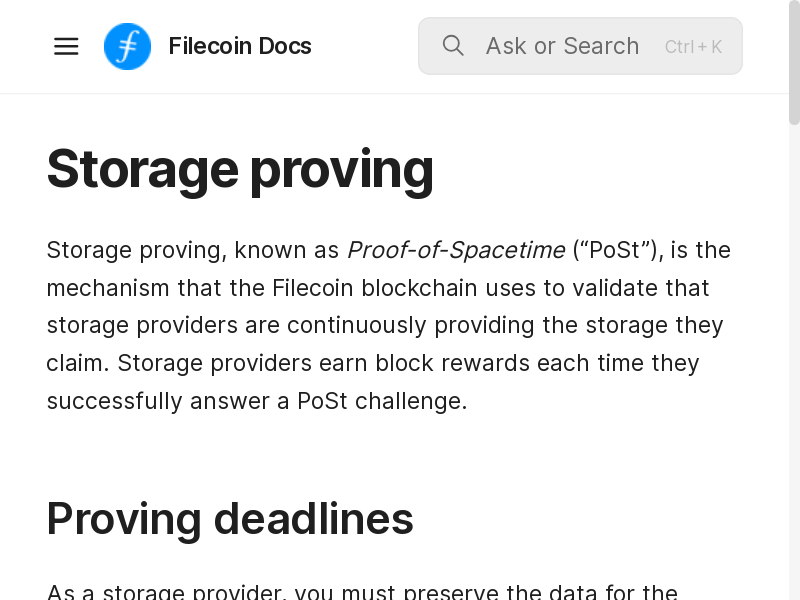 Filecoin Docs
Ask or Search Ctrl + K
Storage proving
Storage proving, known as Proof-of-Spacetime (“PoSt”), is the
mechanism that the Filecoin blockchain uses to validate that
storage providers are continuously providing the storage they
claim. Storage providers earn block rewards each time they
successfully answer a PoSt challenge.
Proving deadlines
As a storage provider, you must preserve the data for the